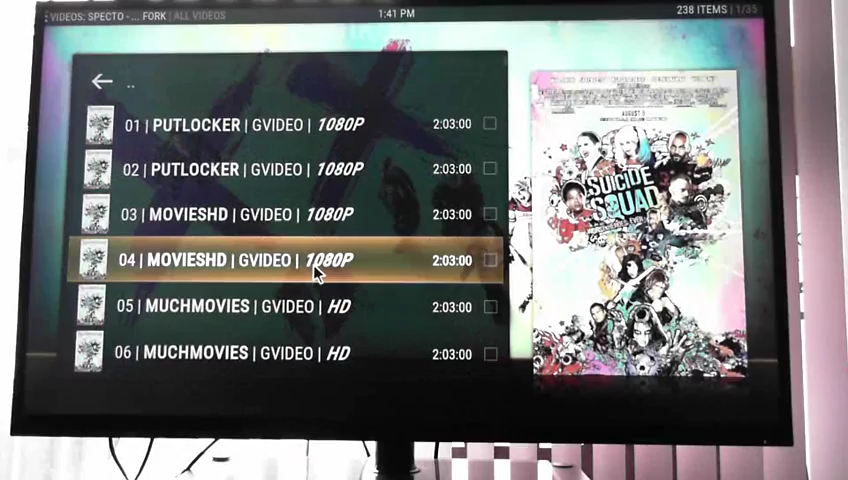 VIDEOS: SPECTO - ... FORK | ALL VIDEOS
1:41 PM
238 ITEMS | 1/35
..
01 | PUTLOCKER | GVIDEO | 1080P 2:03:00
02 | PUTLOCKER | GVIDEO | 1080P 2:03:00
03 | MOVIESHD | GVIDEO | 1080P 2:03:00
04 | MOVIESHD | GVIDEO | 1080P 2:03:00
05 | MUCHMOVIES | GVIDEO | HD 2:03:00
06 | MUCHMOVIES | GVIDEO | HD 2:03:00
AUGUST 5
SUICIDE
SQUAD